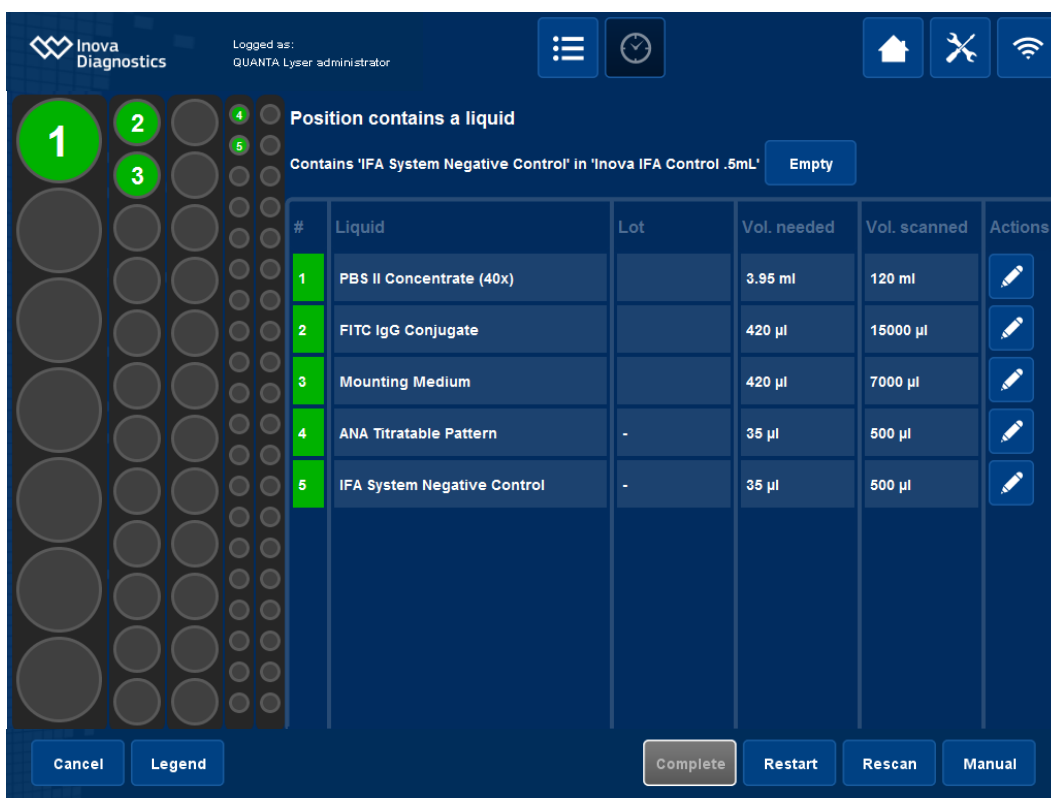 Inova
Diagnostics
Logged as:
QUANTA Lyser administrator
1
2
3
4
5
Position contains a liquid
Contains 'IFA System Negative Control' in 'Inova IFA Control .5mL' Empty
# Liquid Lot Vol. needed Vol. scanned Actions
1 PBS II Concentrate (40x) 3.95 ml 120 ml
2 FITC IgG Conjugate 420 µl 15000 µl
3 Mounting Medium 420 µl 7000 µl
4 ANA Titratable Pattern - 35 µl 500 µl
5 IFA System Negative Control - 35 µl 500 µl
Cancel Legend Complete Restart Rescan Manual